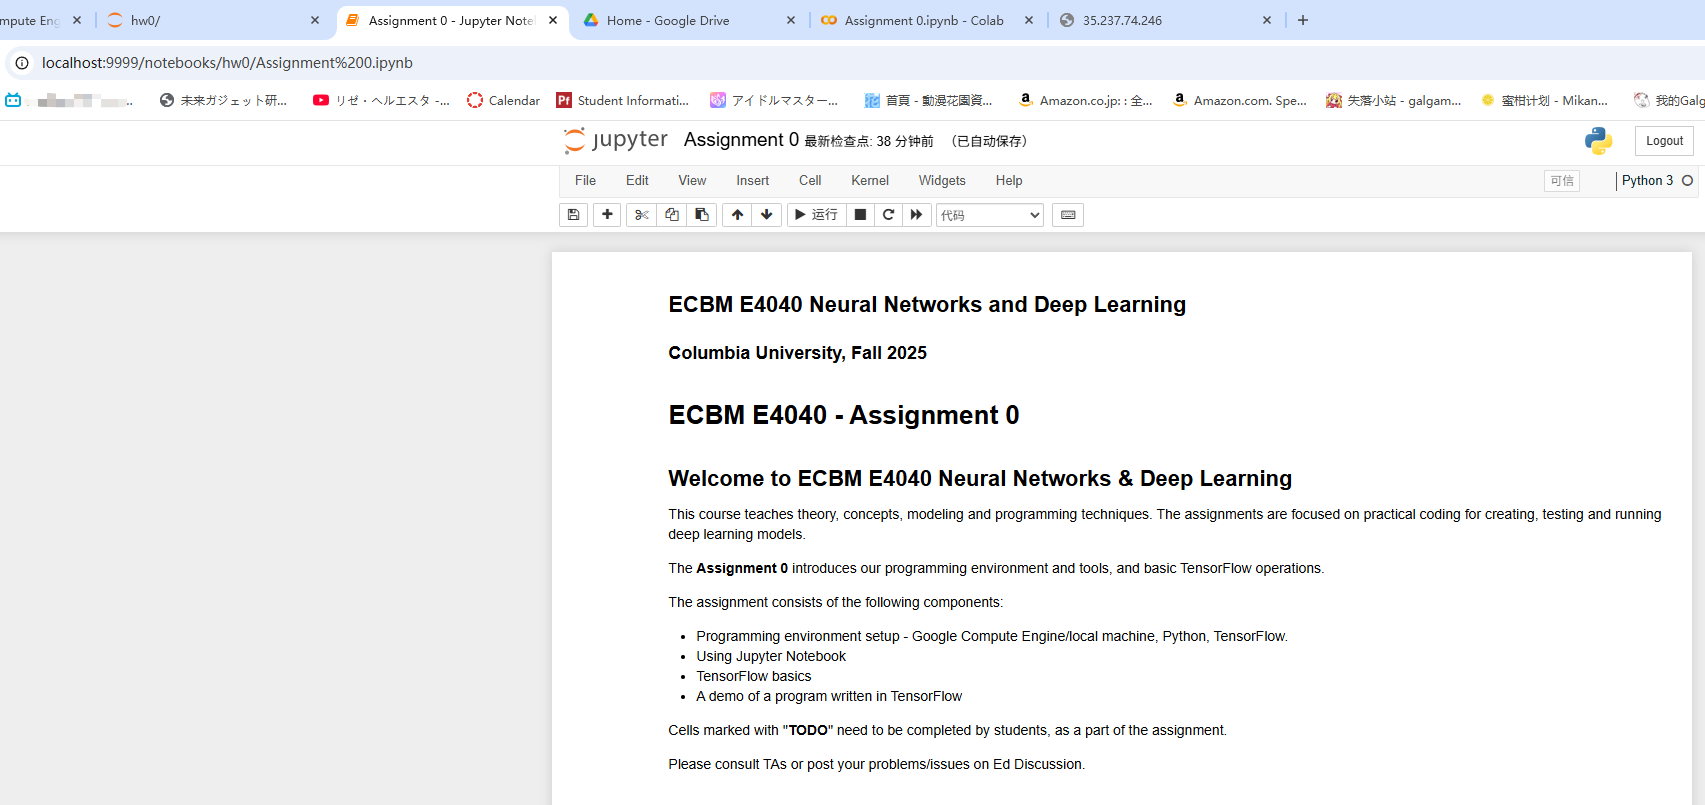 mpute Eng
hw0/
Assignment 0 - Jupyter Notel
Home - Google Drive
Assignment 0.ipynb - Colab
35.237.74.246
localhost:9999/notebooks/hw0/Assignment%200.ipynb
未来ガジェット研...
リゼ・ヘルエスタ -...
Calendar
Pf Student Informati...
アイドルマスター...
首頁 - 動漫花園資...
Amazon.co.jp: : 全...
Amazon.com. Spe...
失落小站 - galgam...
蜜柑计划 - Mikan...
我的Galg
jupyter Assignment 0 最新检查点: 38 分钟前 （已自动保存）
Logout
File Edit View Insert Cell Kernel Widgets Help
可信
Python 3
运行
代码
ECBM E4040 Neural Networks and Deep Learning
Columbia University, Fall 2025
ECBM E4040 - Assignment 0
Welcome to ECBM E4040 Neural Networks & Deep Learning
This course teaches theory, concepts, modeling and programming techniques. The assignments are focused on practical coding for creating, testing and running
deep learning models.
The Assignment 0 introduces our programming environment and tools, and basic TensorFlow operations.
The assignment consists of the following components:
• Programming environment setup - Google Compute Engine/local machine, Python, TensorFlow.
• Using Jupyter Notebook
• TensorFlow basics
• A demo of a program written in TensorFlow
Cells marked with "TODO" need to be completed by students, as a part of the assignment.
Please consult TAs or post your problems/issues on Ed Discussion.